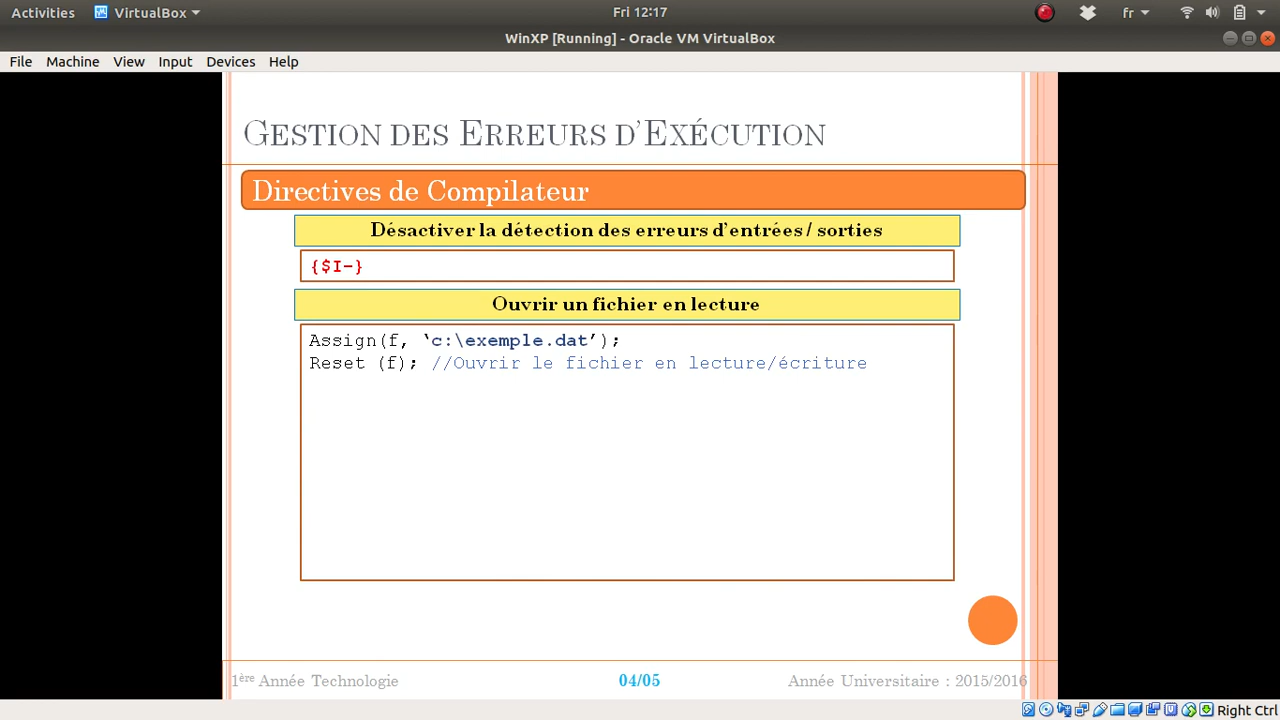 Activities VirtualBox Fri 12:17 fr
WinXP [Running] - Oracle VM VirtualBox
File Machine View Input Devices Help
GESTION DES ERREURS D'EXÉCUTION
Directives de Compilateur
Désactiver la détection des erreurs d'entrées / sorties
{$I-}
Ouvrir un fichier en lecture
Assign(f, ‘c:\exemple.dat’);
Reset (f); //Ouvrir le fichier en lecture/écriture
1ère Année Technologie 04/05 Année Universitaire : 2015/2016
Right Ctrl